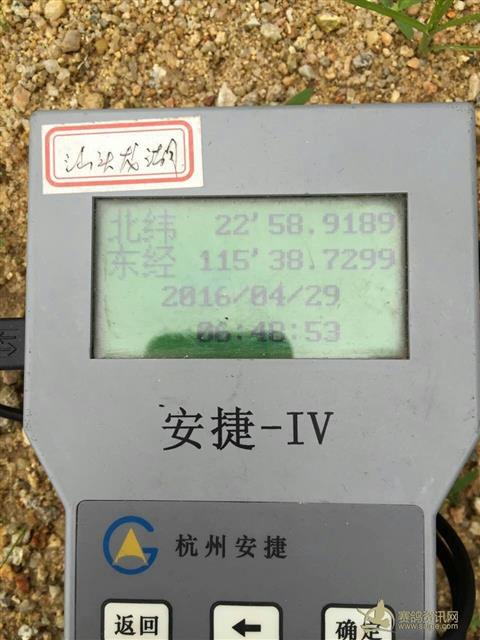 汕头龙湖
北纬 22'58.9189
东经 115'38.7299
2016/04/29
06:48:53
安捷-IV
杭州安捷
返回
←
确定
赛鸽资讯网